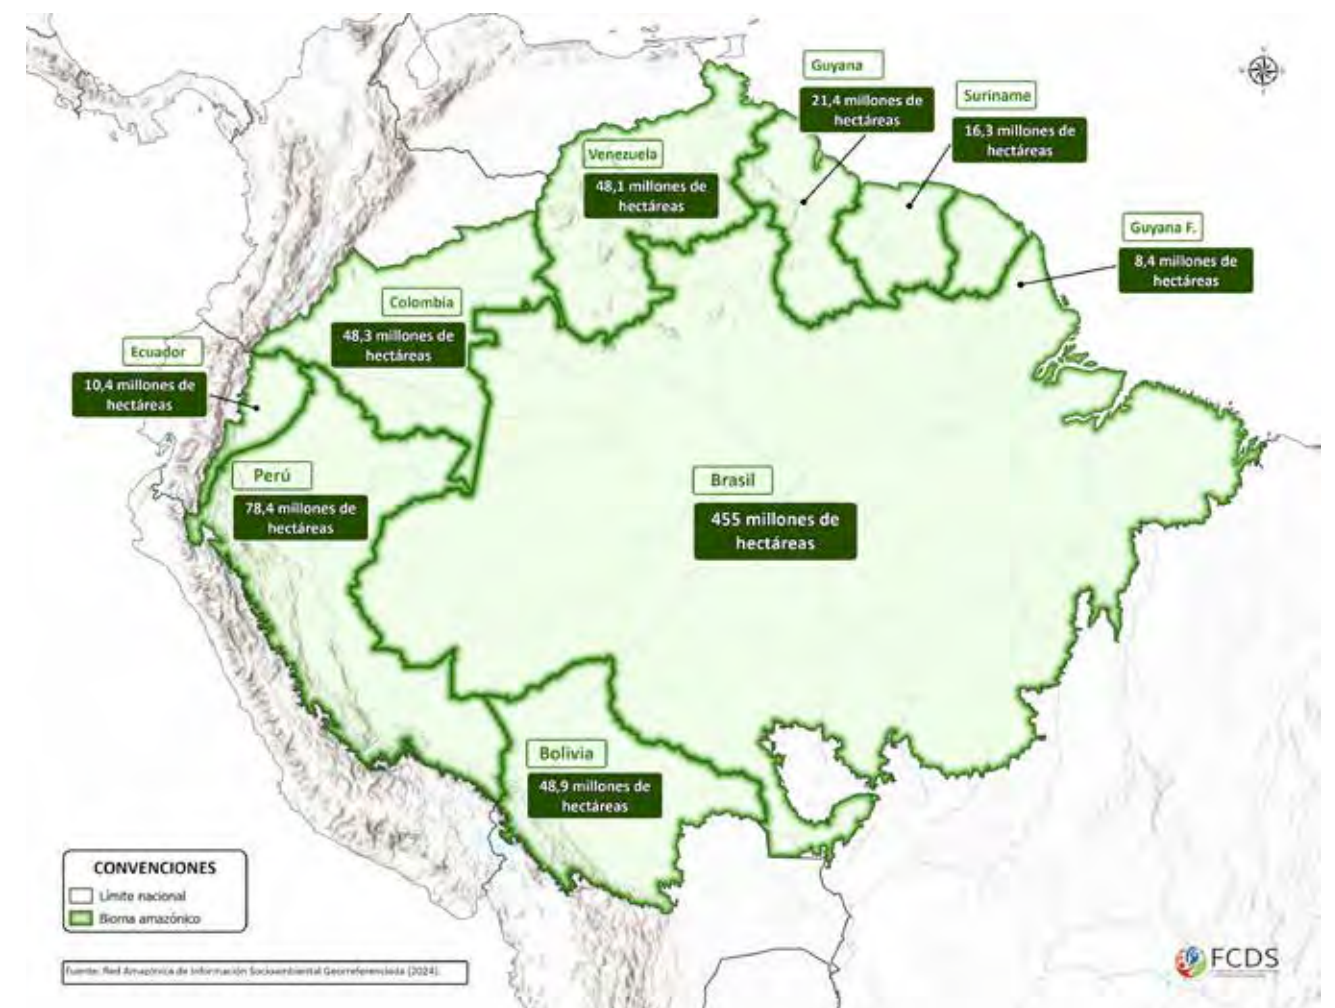 Guyana
21,4 millones de
hectáreas
Suriname
16,3 millones de
hectáreas
Venezuela
48,1 millones de
hectáreas
Guyana F.
8,4 millones de
hectáreas
Colombia
48,3 millones de
hectáreas
Ecuador
10,4 millones de
hectáreas
Perú
78,4 millones de
hectáreas
Brasil
455 millones de
hectáreas
Bolivia
48,9 millones de
hectáreas
CONVENCIONES
Límite nacional
Bioma amazónico
Fuente: Red Amazónica de Información Socioambiental Georreferenciada (2024).
FCDS